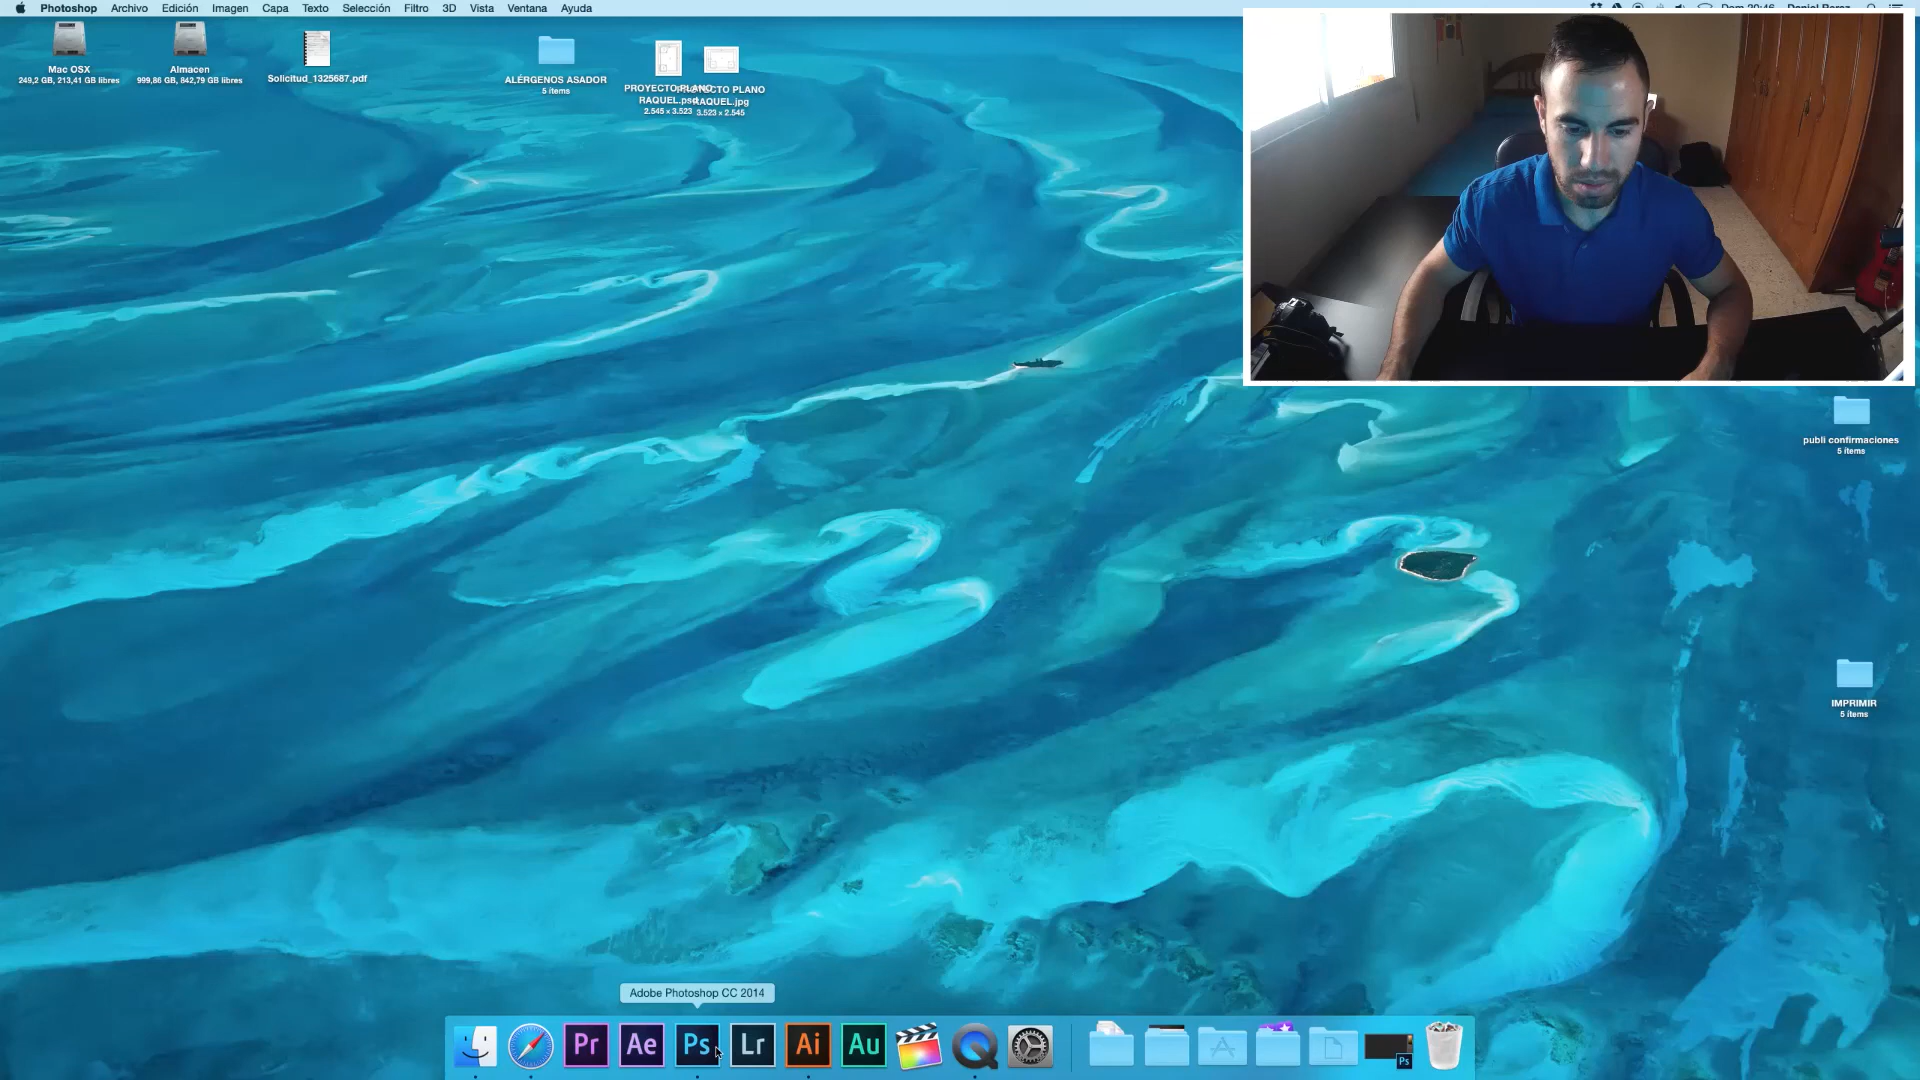 Photoshop Archivo Edición Imagen Capa Texto Selección Filtro 3D Vista Ventana Ayuda
Mac OSX
249,2 GB, 213,41 GB libres
Almacen
999,86 GB, 842,79 GB libres
Solicitud_1325687.pdf
ALÉRGENOS ASADOR
5 ítems
PROYECTO PLANO
RAQUEL.psd
2.545 × 3.523
PLANO
RAQUEL.jpg
3.523 × 2.545
publi confirmaciones
5 ítems
IMPRIMIR
5 ítems
Adobe Photoshop CC 2014
Pr Ae Ps Lr Ai Au
Ps